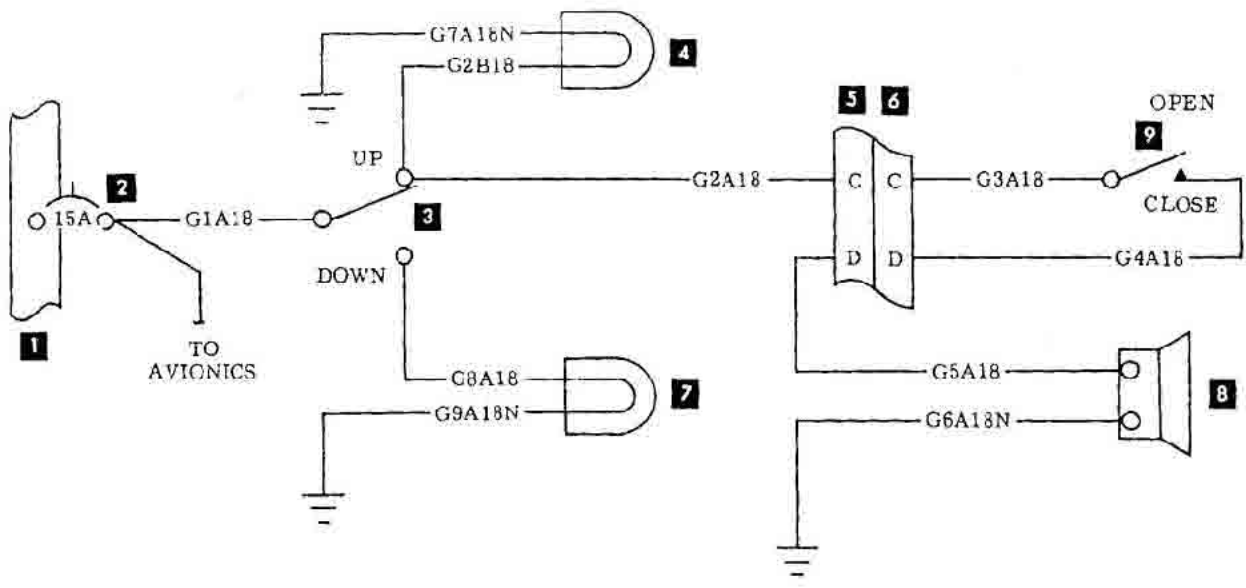 G7A18N
4
G2B18
5 6
OPEN
9
UP
2
15A
G1A18
3
G2A18
C C
G3A18
CLOSE
DOWN
D D
G4A18
1
TO
AVIONICS
G8A18
7
G5A18
8
G9A18N
G6A18N